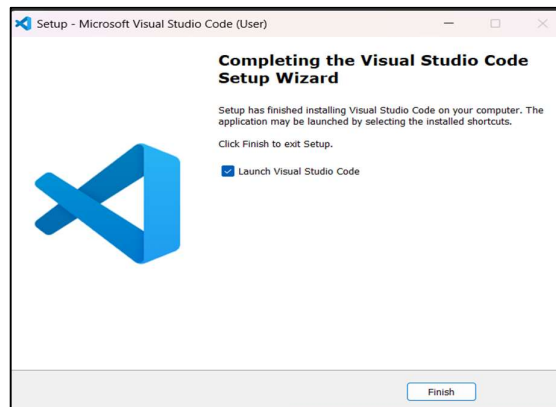 Setup - Microsoft Visual Studio Code (User)
Completing the Visual Studio Code
Setup Wizard
Setup has finished installing Visual Studio Code on your computer. The
application may be launched by selecting the installed shortcuts.
Click Finish to exit Setup.
Launch Visual Studio Code
Finish